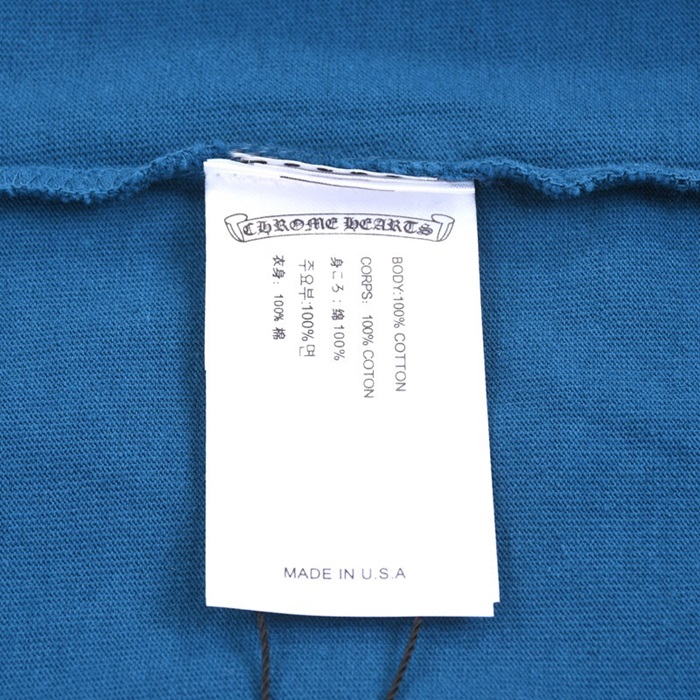 CHROME HEARTS
BODY:100% COTTON
CORPS: 100% COTON
身ごろ : 綿 100%
주요부:100% 면
衣身: 100% 棉
MADE IN U.S.A